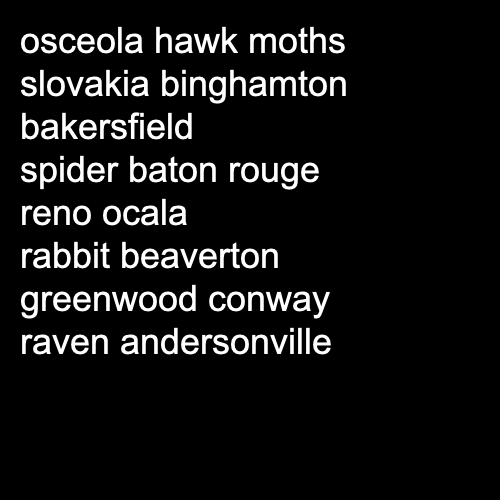 osceola hawk moths
slovakia binghamton
bakersfield
spider baton rouge
reno ocala
rabbit beaverton
greenwood conway
raven andersonville